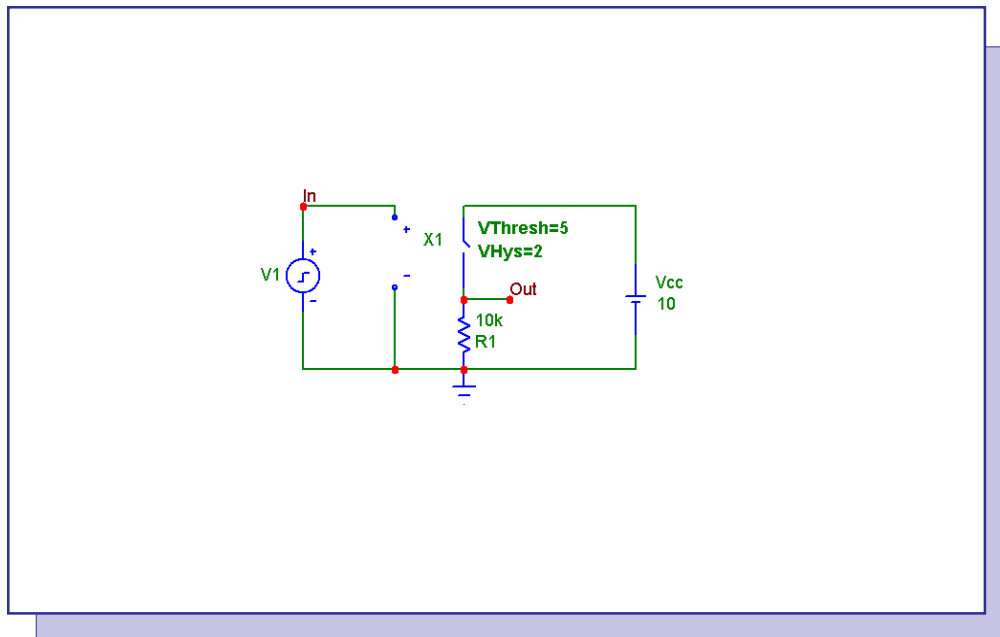 In
+
X1
-
VThresh=5
VHys=2
V1
+
-
Out
Vcc
10
10k
R1